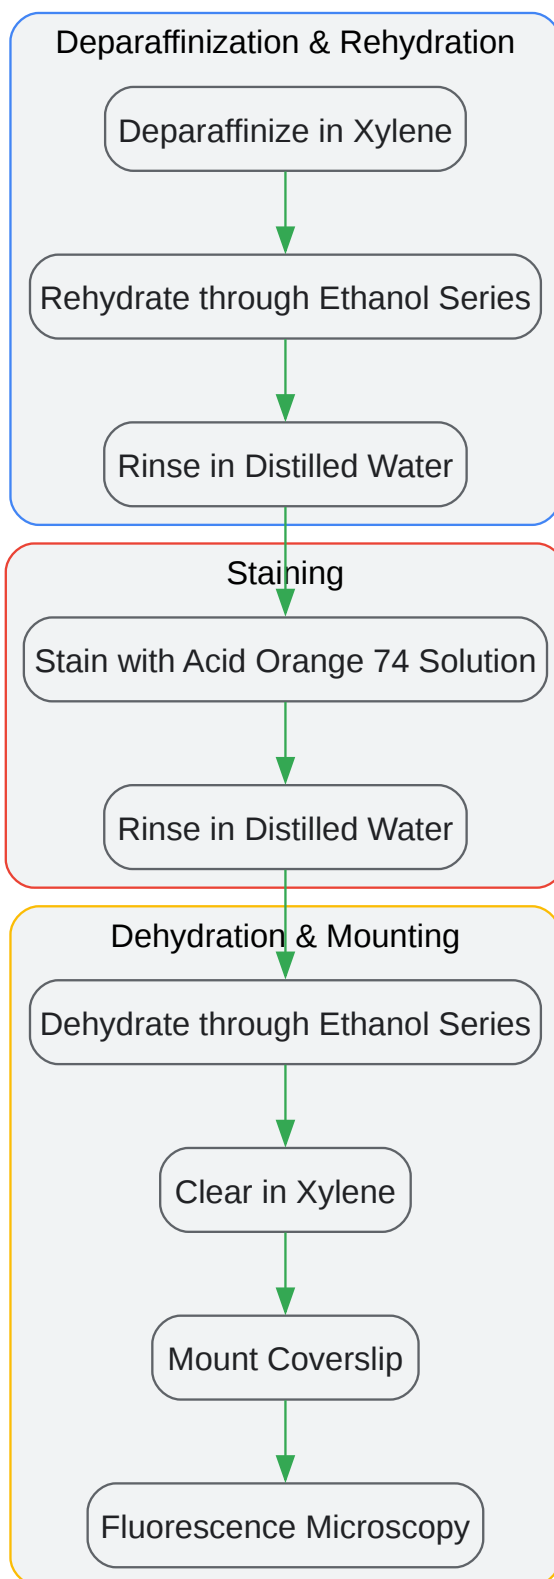 Deparaffinization & Rehydration
Deparaffinize in Xylene
Rehydrate through Ethanol Series
Rinse in Distilled Water
Staining
Stain with Acid Orange 74 Solution
Rinse in Distilled Water
Dehydration & Mounting
Dehydrate through Ethanol Series
Clear in Xylene
Mount Coverslip
Fluorescence Microscopy